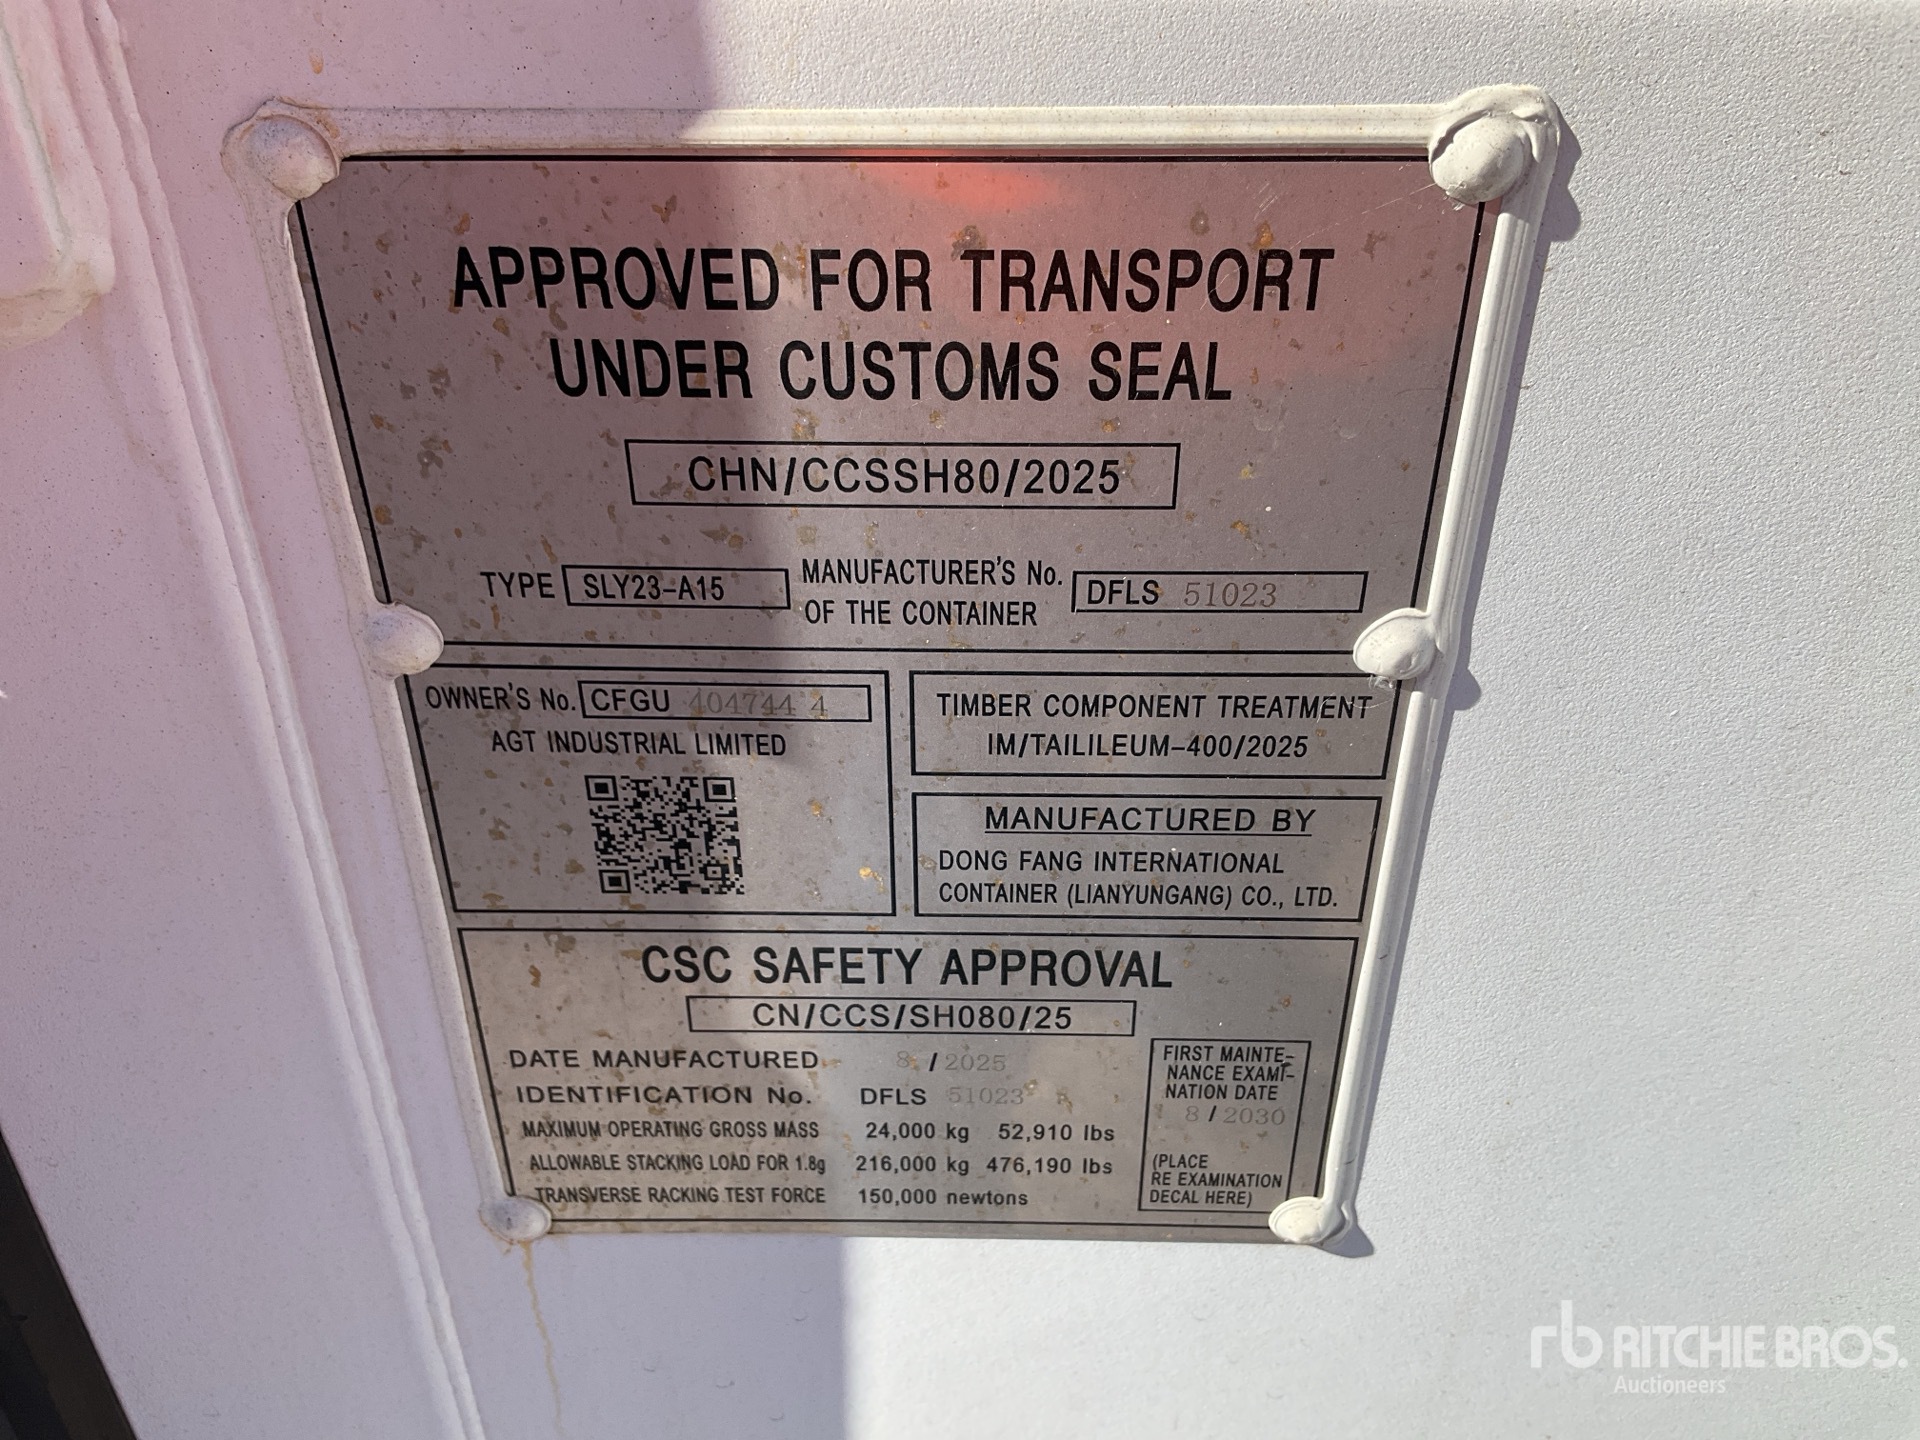 APPROVED FOR TRANSPORT
UNDER CUSTOMS SEAL
CHN/CCSSH80/2025
TYPE SLY23-A15
MANUFACTURER'S No.
OF THE CONTAINER
DFLS 51023
OWNER'S No. CFGU 404744 4
AGT INDUSTRIAL LIMITED
TIMBER COMPONENT TREATMENT
IM/TAILILEUM-400/2025
MANUFACTURED BY
DONG FANG INTERNATIONAL
CONTAINER (LIANYUNGANG) CO., LTD.
CSC SAFETY APPROVAL
CN/CCS/SH080/25
DATE MANUFACTURED 8 / 2025
IDENTIFICATION No. DFLS 51023
MAXIMUM OPERATING GROSS MASS 24,000 kg 52,910 lbs
ALLOWABLE STACKING LOAD FOR 1.8g 216,000 kg 476,190 lbs
TRANSVERSE RACKING TEST FORCE 150,000 newtons
FIRST MAINTE-
NANCE EXAMI-
NATION DATE
8 / 2030
(PLACE
RE EXAMINATION
DECAL HERE)
rb RITCHIE BROS.
Auctioneers